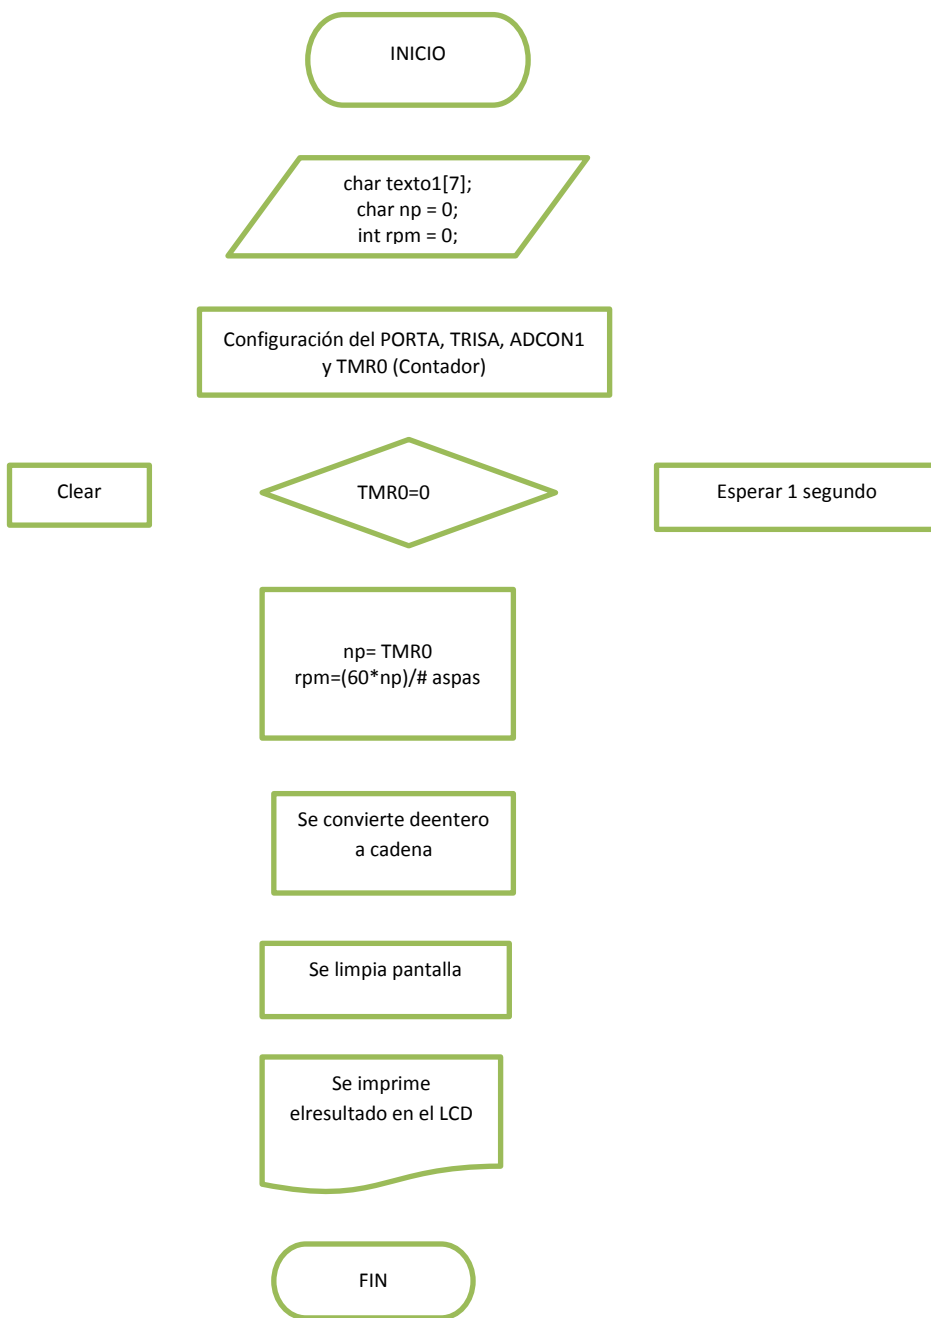 INICIO
char texto1[7];
char np = 0;
int rpm = 0;
Configuración del PORTA, TRISA, ADCON1
y TMR0 (Contador)
Clear
TMR0=0
Esperar 1 segundo
np= TMR0
rpm=(60*np)/# aspas
Se convierte deentero
a cadena
Se limpia pantalla
Se imprime
elresultado en el LCD
FIN